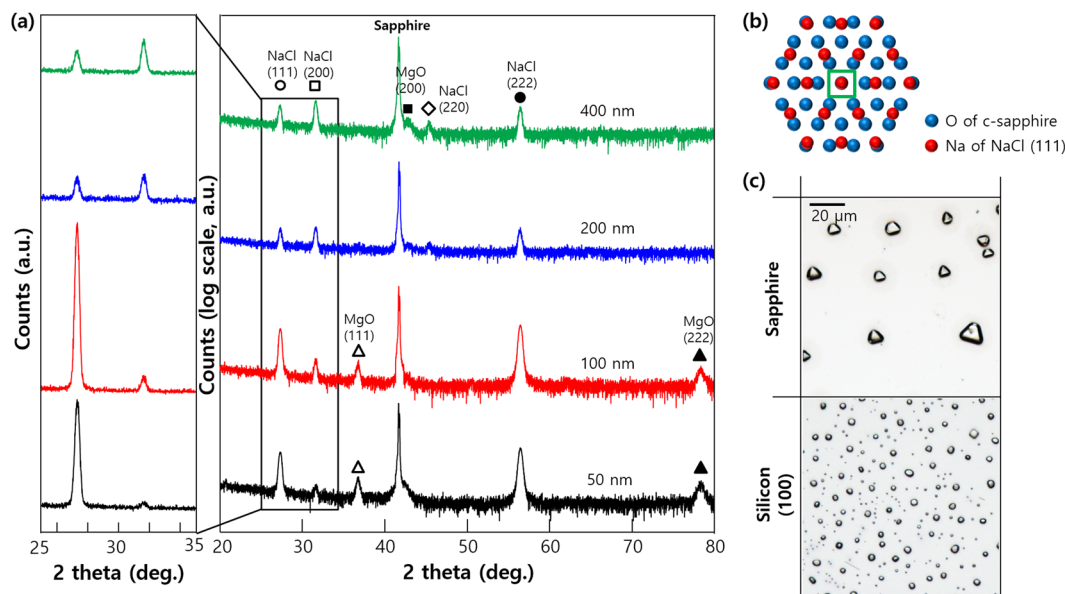 (a)
Sapphire
NaCl
(111)
NaCl
(200)
MgO
(200)
NaCl
(220)
NaCl
(222)
400 nm
200 nm
MgO
(111)
MgO
(222)
100 nm
50 nm
Counts (a.u.)
Counts (log scale, a.u.)
25 30 35
20 30 40 50 60 70 80
2 theta (deg.)
2 theta (deg.)
(b)
O of c-sapphire
Na of NaCl (111)
(c)
20 μm
Sapphire
Silicon
(100)